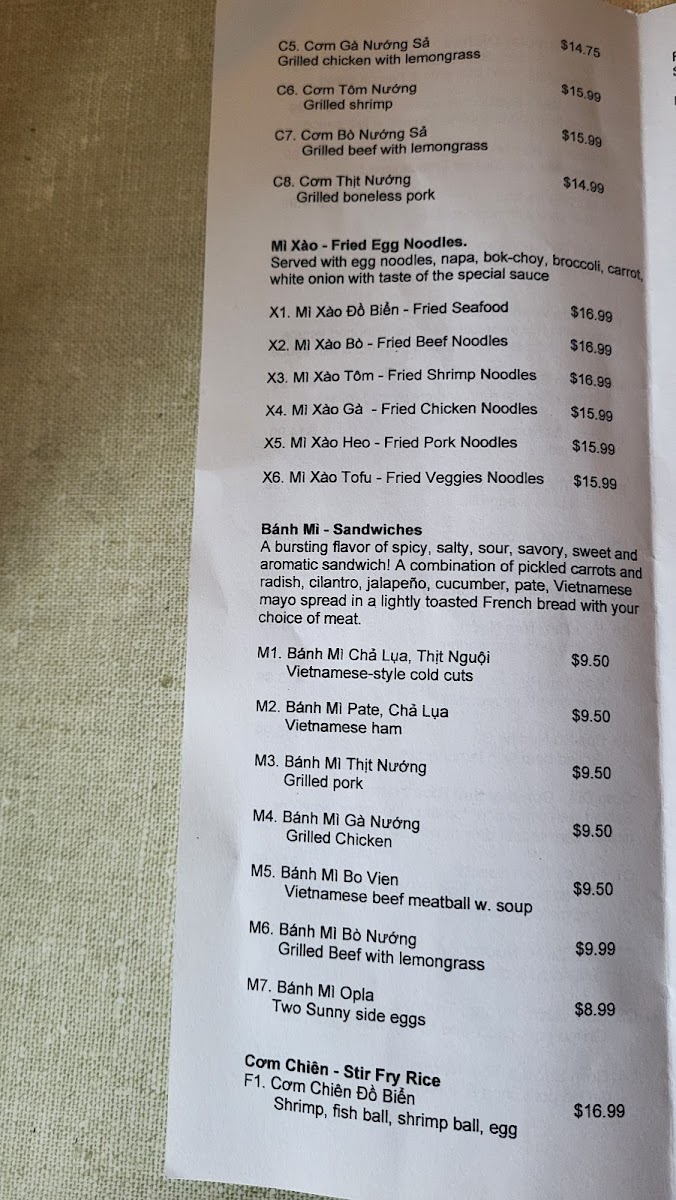 C5. Cơm Gà Nướng Sả $14.75
Grilled chicken with lemongrass
C6. Cơm Tôm Nướng $15.99
Grilled shrimp
C7. Cơm Bò Nướng Sả $15.99
Grilled beef with lemongrass
C8. Cơm Thịt Nướng $14.99
Grilled boneless pork
Mì Xào - Fried Egg Noodles.
Served with egg noodles, napa, bok-choy, broccoli, carrot,
white onion with taste of the special sauce
X1. Mì Xào Đồ Biển - Fried Seafood $16.99
X2. Mì Xào Bò - Fried Beef Noodles $16.99
X3. Mì Xào Tôm - Fried Shrimp Noodles $16.99
X4. Mì Xào Gà - Fried Chicken Noodles $15.99
X5. Mì Xào Heo - Fried Pork Noodles $15.99
X6. Mì Xào Tofu - Fried Veggies Noodles $15.99
Bánh Mì - Sandwiches
A bursting flavor of spicy, salty, sour, savory, sweet and
aromatic sandwich! A combination of pickled carrots and
radish, cilantro, jalapeño, cucumber, pate, Vietnamese
mayo spread in a lightly toasted French bread with your
choice of meat.
M1. Bánh Mì Chả Lụa, Thịt Nguội $9.50
Vietnamese-style cold cuts
M2. Bánh Mì Pate, Chả Lụa $9.50
Vietnamese ham
M3. Bánh Mì Thịt Nướng $9.50
Grilled pork
M4. Bánh Mì Gà Nướng $9.50
Grilled Chicken
M5. Bánh Mì Bo Vien $9.50
Vietnamese beef meatball w. soup
M6. Bánh Mì Bò Nướng $9.99
Grilled Beef with lemongrass
M7. Bánh Mì Opla $8.99
Two Sunny side eggs
Cơm Chiên - Stir Fry Rice
F1. Cơm Chiên Đồ Biển $16.99
Shrimp, fish ball, shrimp ball, egg